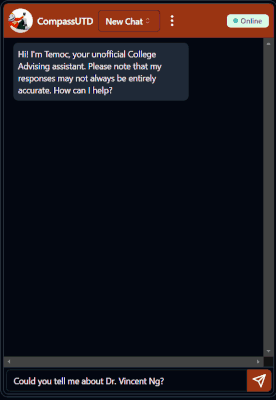 CompassUTD
New Chat
Online
Hi! I'm Temoc, your unofficial College
Advising assistant. Please note that my
responses may not always be entirely
accurate. How can I help?
Could you tell me about Dr. Vincent Ng?